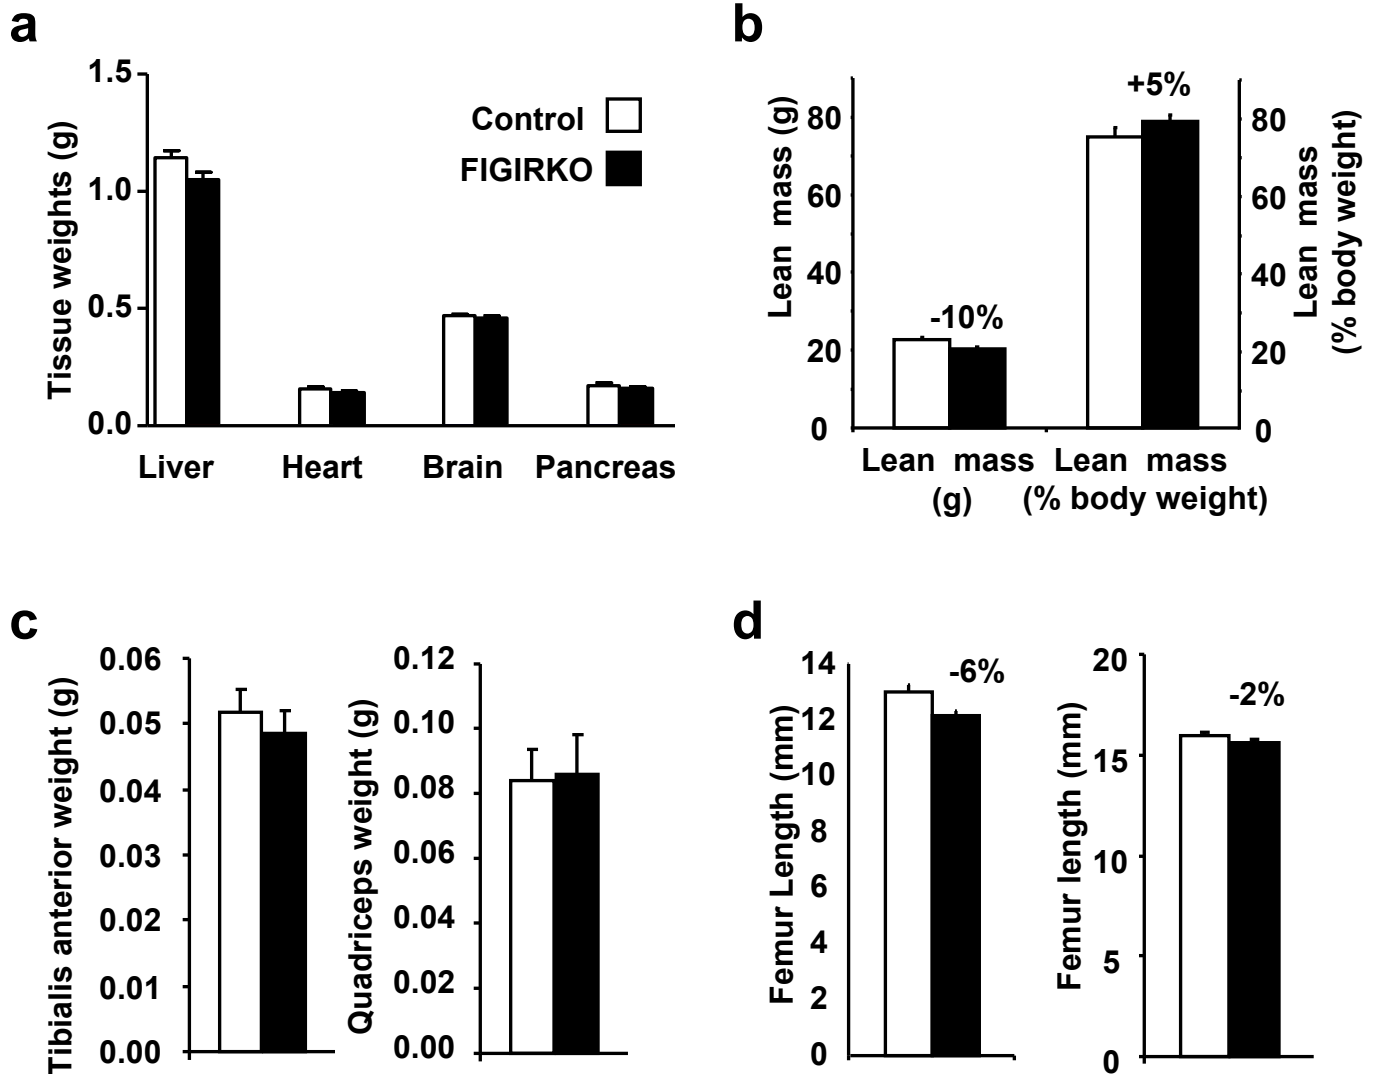 a
1.5
1.0
0.5
0.0
Tissue weights (g)
Control
FIGIRKO
Liver Heart Brain Pancreas
b
80
60
40
20
0
Lean mass (g)
-10%
+5%
80
60
40
20
0
Lean mass
(% body weight)
Lean mass Lean mass
(g) (% body weight)
c
0.06
0.05
0.04
0.03
0.02
0.01
0.00
Tibialis anterior weight (g)
0.12
0.10
0.08
0.06
0.04
0.02
0.00
Quadriceps weight (g)
d
14
12
10
8
6
4
2
0
Femur Length (mm)
-6%
20
15
10
5
0
Femur length (mm)
-2%